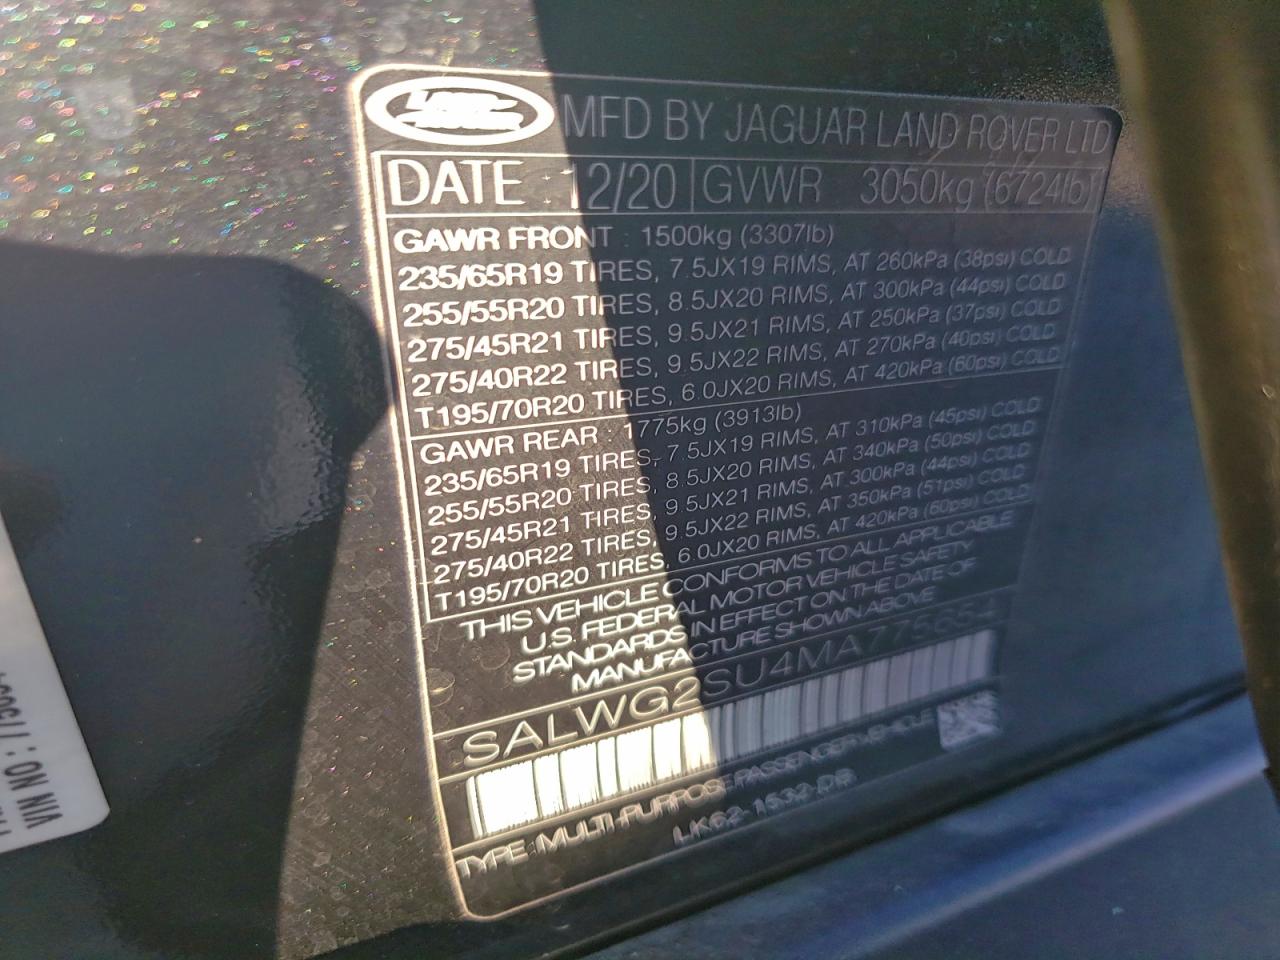 LAND ROVER
MFD BY JAGUAR LAND ROVER LTD
DATE : 12/20 GVWR 3050kg (6724lb)
GAWR FRONT : 1500kg (3307lb)
235/65R19 TIRES, 7.5JX19 RIMS, AT 260kPa (38psi) COLD
255/55R20 TIRES, 8.5JX20 RIMS, AT 300kPa (44psi) COLD
275/45R21 TIRES, 9.5JX21 RIMS, AT 250kPa (37psi) COLD
275/40R22 TIRES, 9.5JX22 RIMS, AT 270kPa (40psi) COLD
T195/70R20 TIRES, 6.0JX20 RIMS, AT 420kPa (60psi) COLD
GAWR REAR : 1775kg (3913lb)
235/65R19 TIRES, 7.5JX19 RIMS, AT 310kPa (45psi) COLD
255/55R20 TIRES, 8.5JX20 RIMS, AT 340kPa (50psi) COLD
275/45R21 TIRES, 9.5JX21 RIMS, AT 300kPa (44psi) COLD
275/40R22 TIRES, 9.5JX22 RIMS, AT 350kPa (51psi) COLD
T195/70R20 TIRES, 6.0JX20 RIMS, AT 420kPa (60psi) COLD
THIS VEHICLE CONFORMS TO ALL APPLICABLE
U.S. FEDERAL MOTOR VEHICLE SAFETY
STANDARDS IN EFFECT ON THE DATE OF
MANUFACTURE SHOWN ABOVE
SALWG2SU4MA775654
TYPE: MULTI-PURPOSE PASSENGER VEHICLE
LK62-1532-DB
VIN NO :